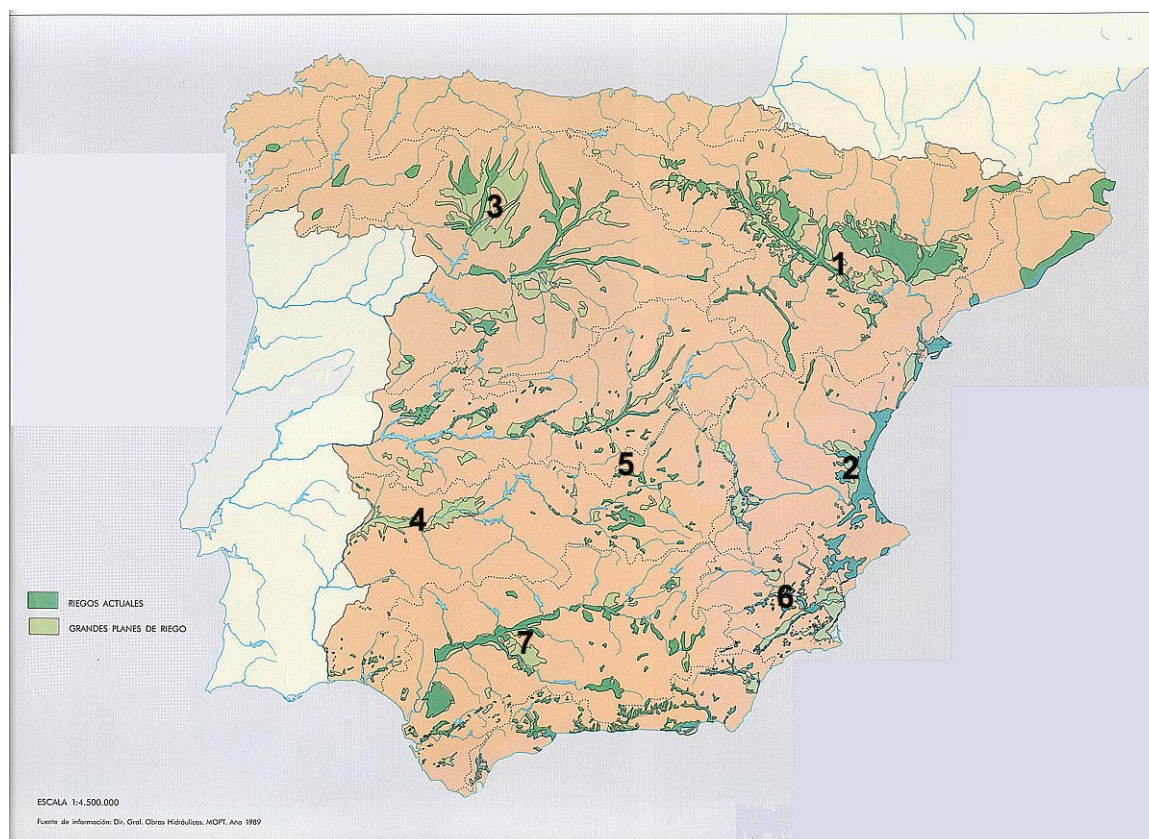 3
1
5
2
4
6
7
RIEGOS ACTUALES
GRANDES PLANES DE RIEGO
ESCALA 1:4.500.000
Fuente de información: Dir. Gral. Obras Hidráulicas. MOPT. Año 1989